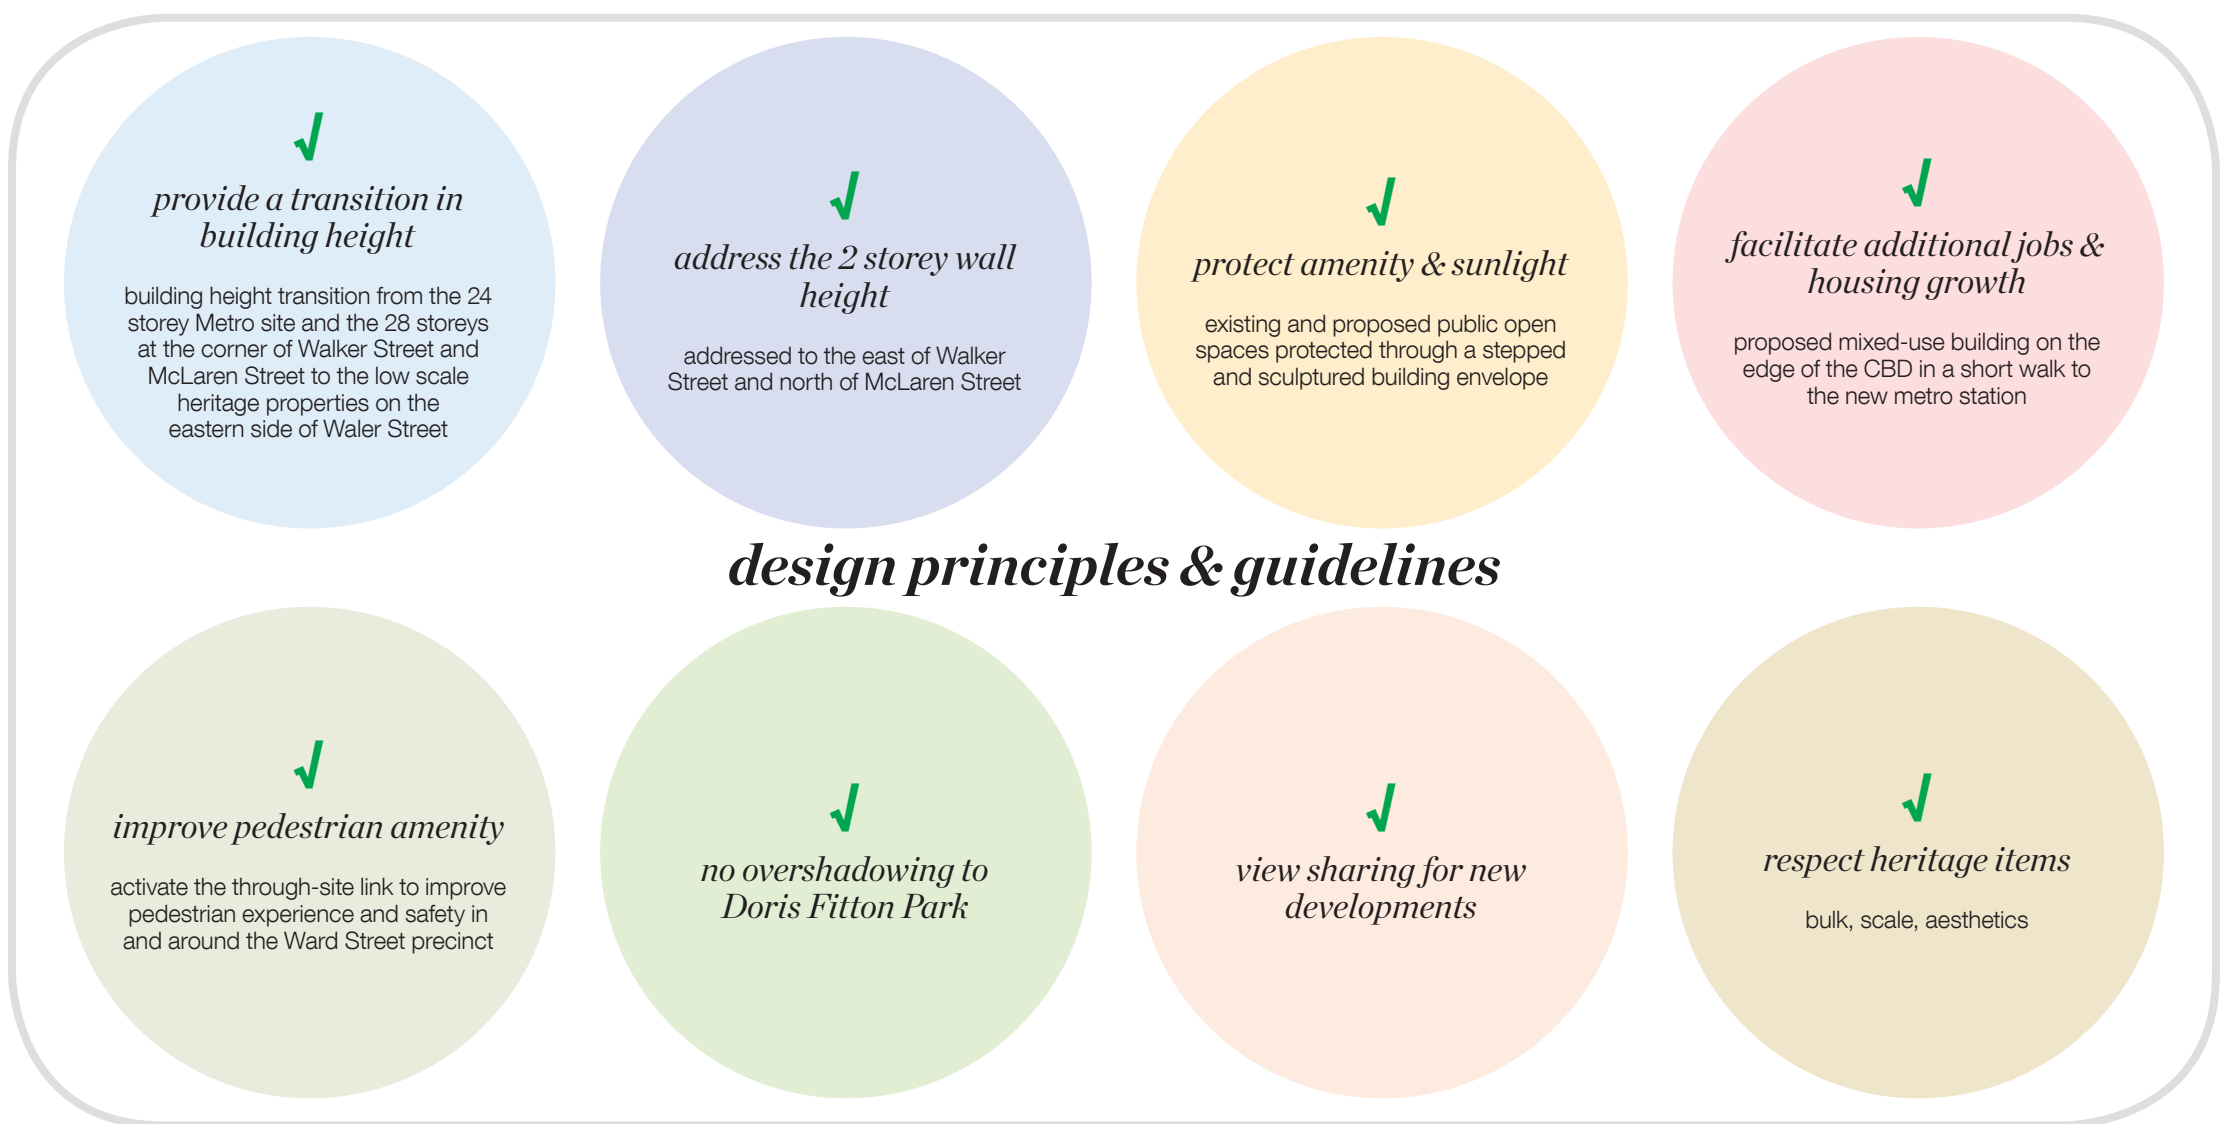 provide a transition in
building height
building height transition from the 24
storey Metro site and the 28 storeys
at the corner of Walker Street and
McLaren Street to the low scale
heritage properties on the
eastern side of Waler Street
address the 2 storey wall
height
addressed to the east of Walker
Street and north of McLaren Street
protect amenity & sunlight
existing and proposed public open
spaces protected through a stepped
and sculptured building envelope
facilitate additional jobs &
housing growth
proposed mixed-use building on the
edge of the CBD in a short walk to
the new metro station
design principles & guidelines
improve pedestrian amenity
activate the through-site link to improve
pedestrian experience and safety in
and around the Ward Street precinct
no overshadowing to
Doris Fitton Park
view sharing for new
developments
respect heritage items
bulk, scale, aesthetics